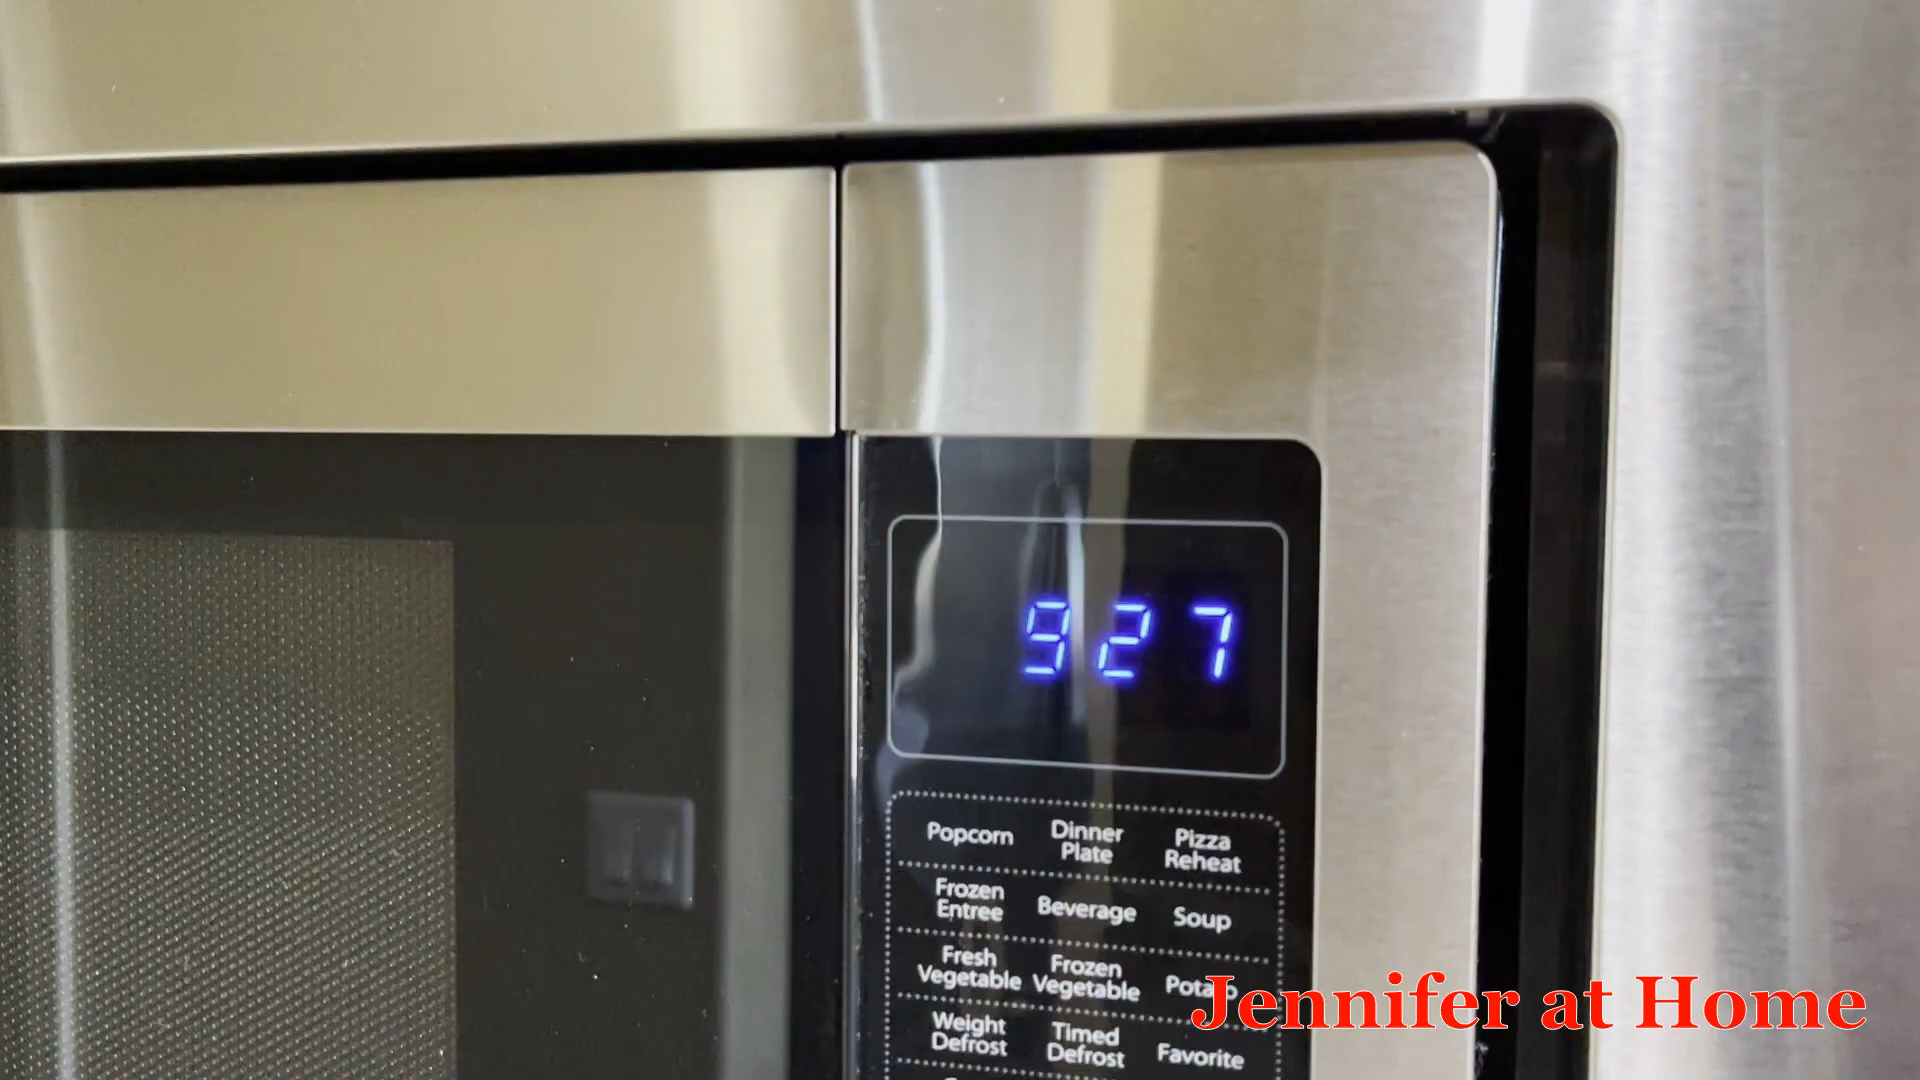 927
Popcorn
Dinner
Plate
Pizza
Reheat
Frozen
Entree
Beverage
Soup
Fresh
Vegetable
Frozen
Vegetable
Potato
Weight
Defrost
Timed
Defrost
Favorite
Jennifer at Home